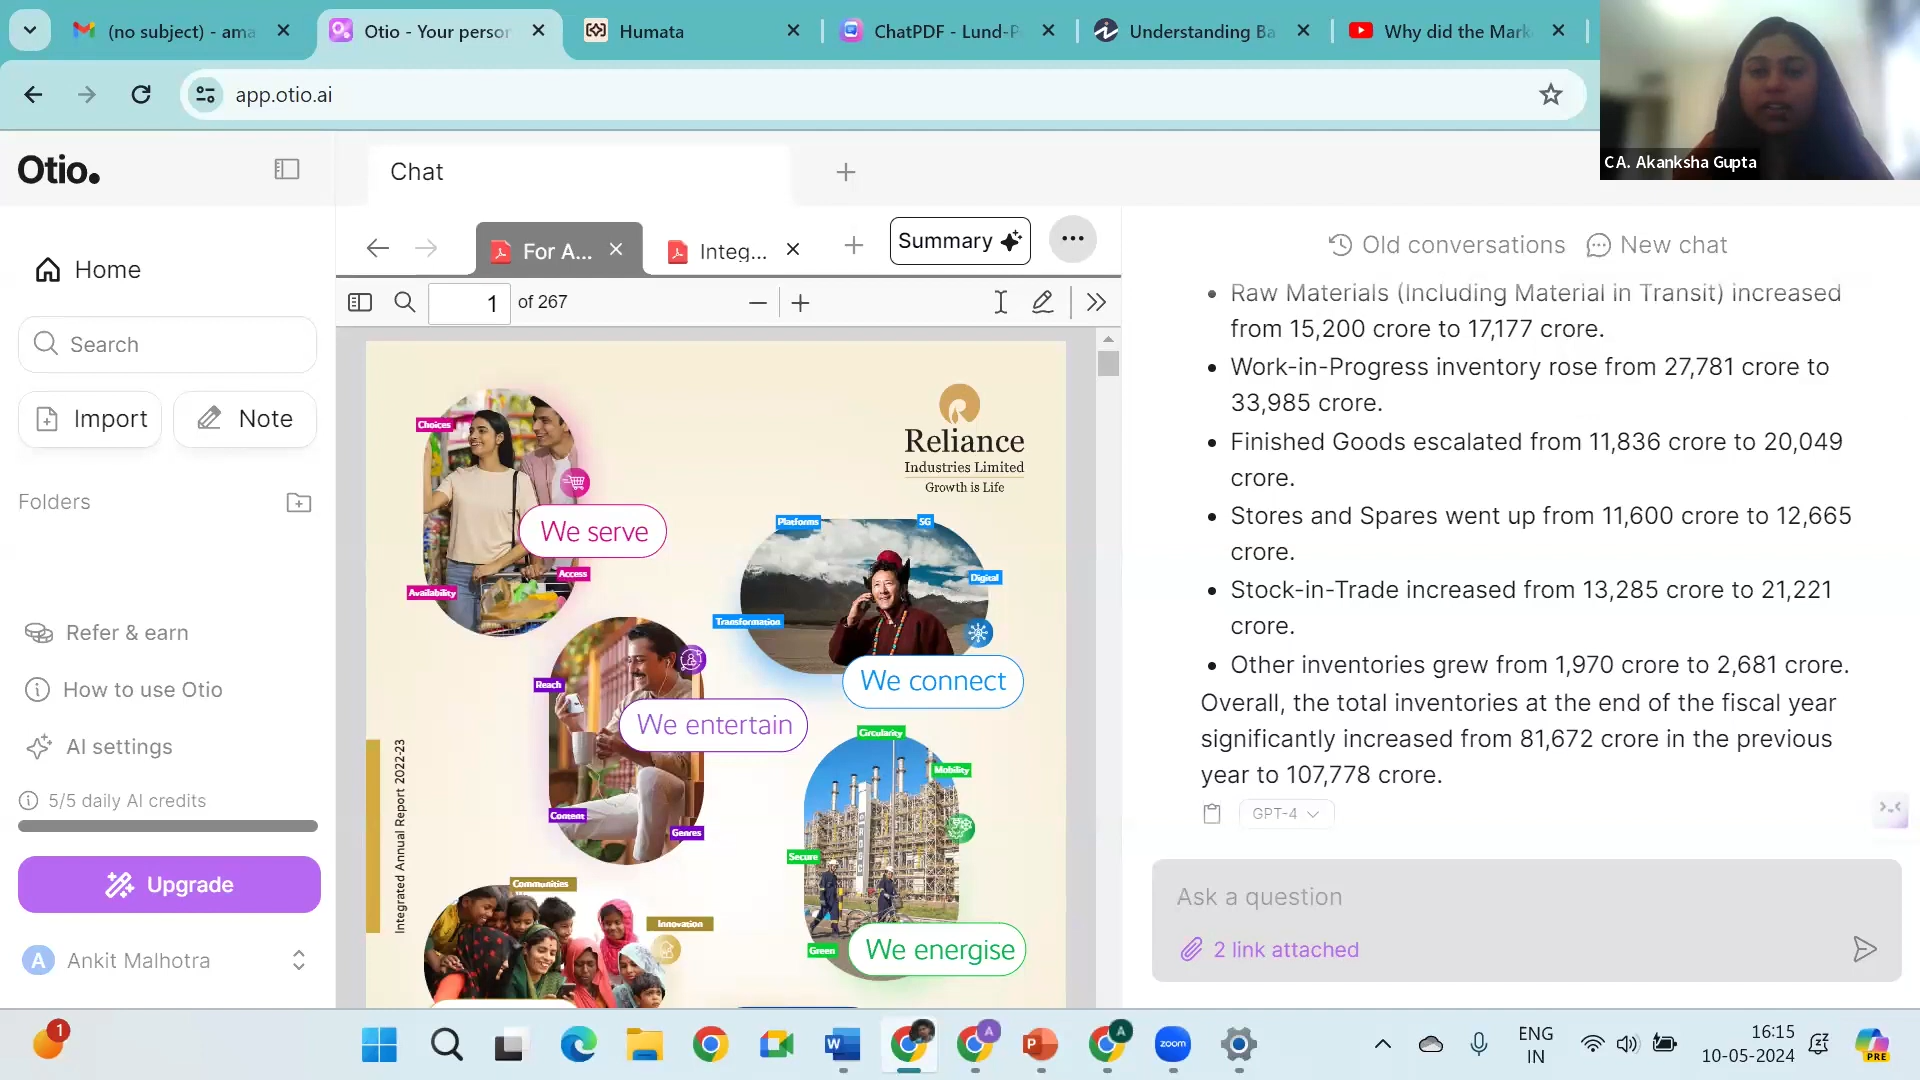 (no subject) - ama
Otio - Your person
Humata
ChatPDF - Lund-P
Understanding Ba
Why did the Mark
app.otio.ai
CA. Akanksha Gupta
Otio.
Chat
Home
Search
Import
Note
Folders
Refer & earn
How to use Otio
AI settings
5/5 daily AI credits
Upgrade
A
Ankit Malhotra
For A...
Integ...
Summary
1 of 267
Reliance
Industries Limited
Growth is Life
Choices
We serve
Access
Availability
Platforms
5G
Digital
Transformation
We connect
Reach
We entertain
Content
Genres
Circularity
Mobility
Secure
Green
We energise
Communities
Innovation
Integrated Annual Report 2022-23
Old conversations
New chat
• Raw Materials (Including Material in Transit) increased
from 15,200 crore to 17,177 crore.
• Work-in-Progress inventory rose from 27,781 crore to
33,985 crore.
• Finished Goods escalated from 11,836 crore to 20,049
crore.
• Stores and Spares went up from 11,600 crore to 12,665
crore.
• Stock-in-Trade increased from 13,285 crore to 21,221
crore.
• Other inventories grew from 1,970 crore to 2,681 crore.
Overall, the total inventories at the end of the fiscal year
significantly increased from 81,672 crore in the previous
year to 107,778 crore.
GPT-4
Ask a question
2 link attached
1
W
A
P
A
zoom
ENG
IN
16:15
10-05-2024
PRE